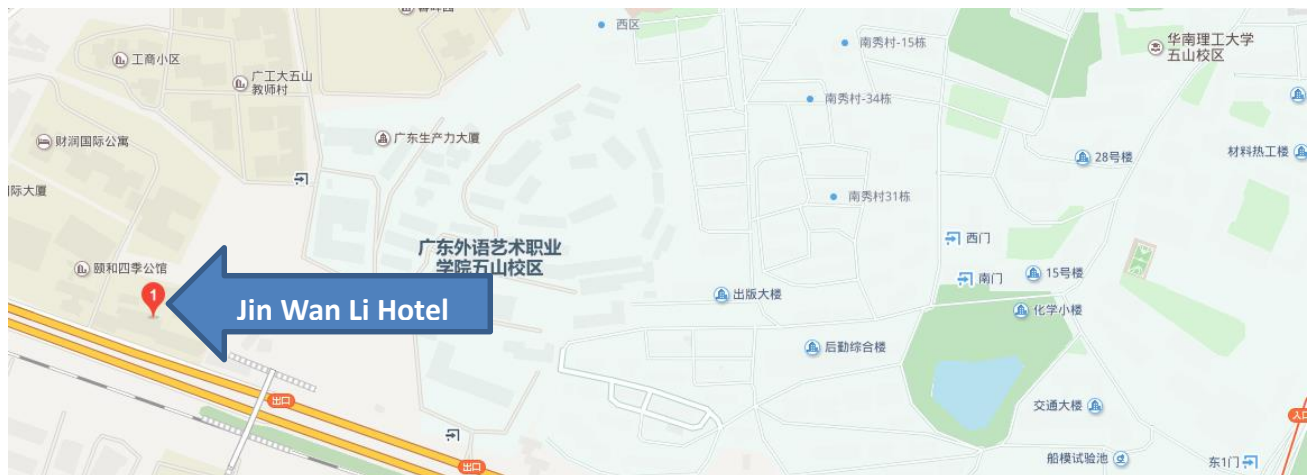 西区
南秀村-15栋
华南理工大学
五山校区
工商小区
广工大五山
教师村
南秀村-34栋
广东生产力大厦
财润国际公寓
28号楼
材料热工楼
际大厦
南秀村31栋
西门
广东外语艺术职业
学院五山校区
颐和四季公馆
南门
15号楼
1
Jin Wan Li Hotel
出版大楼
化学小楼
后勤综合楼
出口
交通大楼
入口
船模试验池
东1门
出口